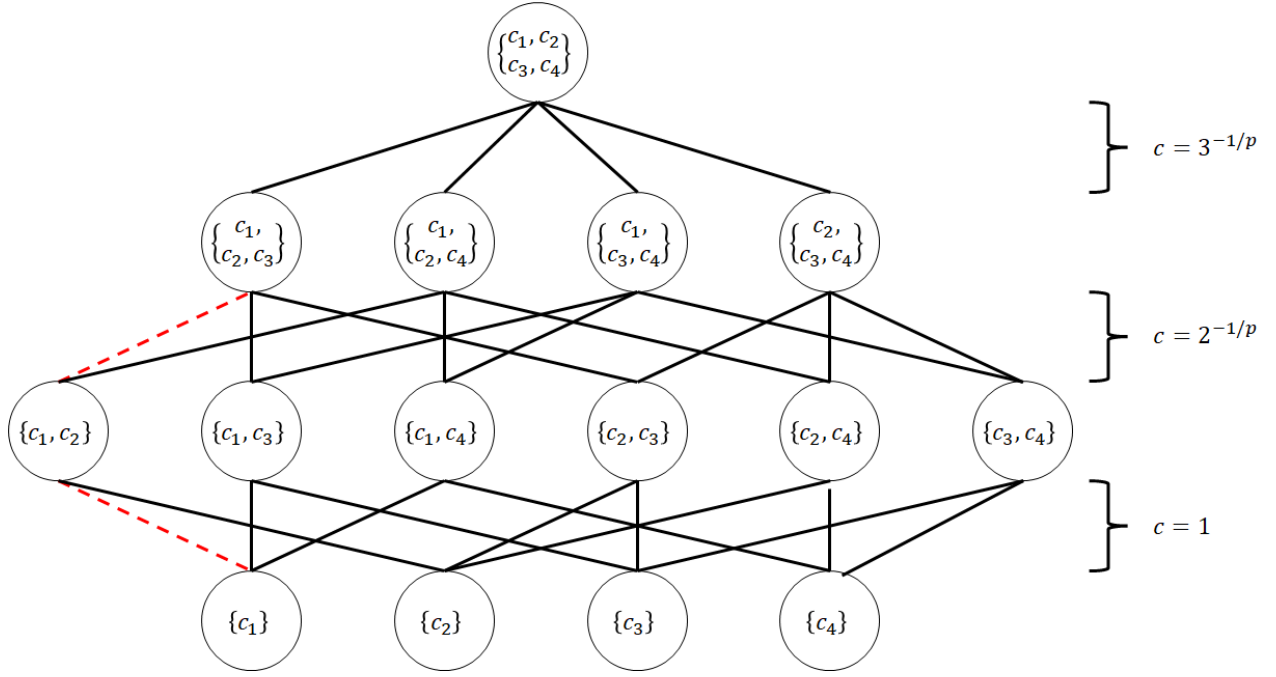 {c₁, c₂
c₃, c₄}
c = 3⁻¹/ᵖ
{c₁,
c₂, c₃}
{c₁,
c₂, c₄}
{c₁,
c₃, c₄}
{c₂,
c₃, c₄}
c = 2⁻¹/ᵖ
{c₁, c₂}
{c₁, c₃}
{c₁, c₄}
{c₂, c₃}
{c₂, c₄}
{c₃, c₄}
c = 1
{c₁}
{c₂}
{c₃}
{c₄}